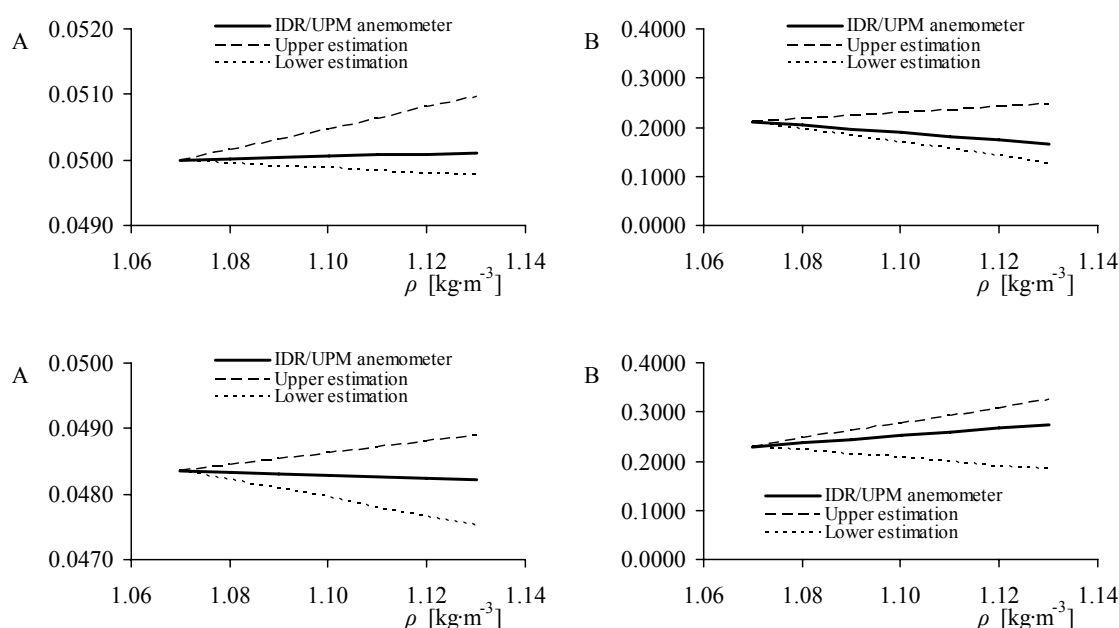 A
0.0520
0.0510
0.0500
0.0490
IDR/UPM anemometer
Upper estimation
Lower estimation
1.06 1.08 1.10 1.12 1.14
ρ [kg·m-3]
B
0.4000
0.3000
0.2000
0.1000
0.0000
IDR/UPM anemometer
Upper estimation
Lower estimation
1.06 1.08 1.10 1.12 1.14
ρ [kg·m-3]
A
0.0500
0.0490
0.0480
0.0470
IDR/UPM anemometer
Upper estimation
Lower estimation
1.06 1.08 1.10 1.12 1.14
ρ [kg·m-3]
B
0.4000
0.3000
0.2000
0.1000
0.0000
IDR/UPM anemometer
Upper estimation
Lower estimation
1.06 1.08 1.10 1.12 1.14
ρ [kg·m-3]